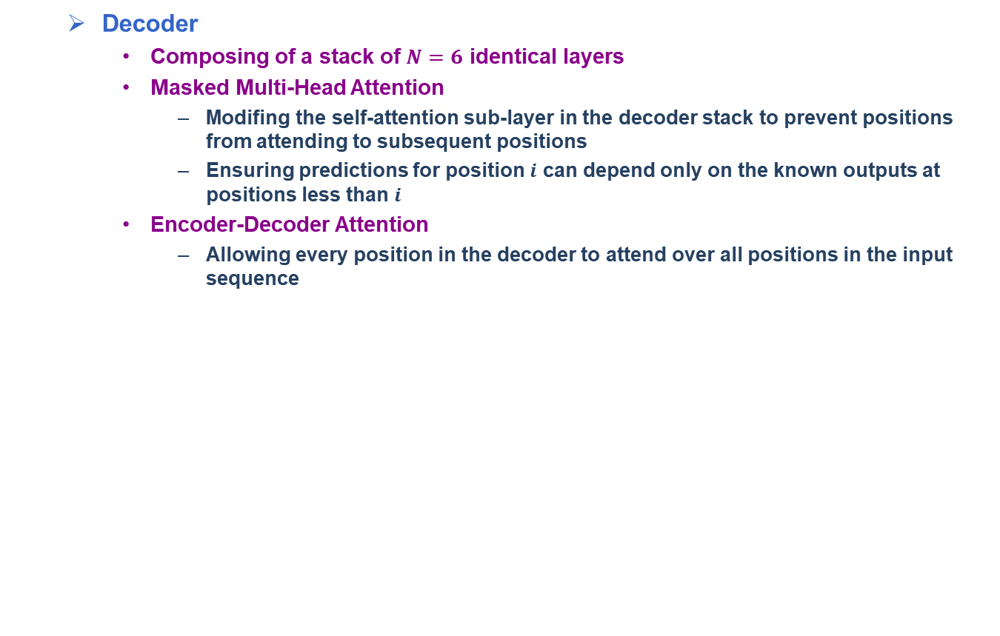 ➢ Decoder
• Composing of a stack of N = 6 identical layers
• Masked Multi-Head Attention
– Modifing the self-attention sub-layer in the decoder stack to prevent positions
from attending to subsequent positions
– Ensuring predictions for position i can depend only on the known outputs at
positions less than i
• Encoder-Decoder Attention
– Allowing every position in the decoder to attend over all positions in the input
sequence